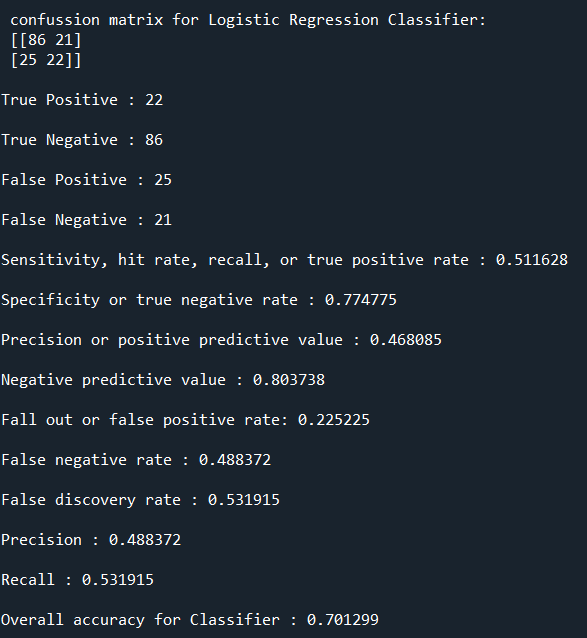 confussion matrix for Logistic Regression Classifier:
[[86 21]
[25 22]]
True Positive : 22
True Negative : 86
False Positive : 25
False Negative : 21
Sensitivity, hit rate, recall, or true positive rate : 0.511628
Specificity or true negative rate : 0.774775
Precision or positive predictive value : 0.468085
Negative predictive value : 0.803738
Fall out or false positive rate: 0.225225
False negative rate : 0.488372
False discovery rate : 0.531915
Precision : 0.488372
Recall : 0.531915
Overall accuracy for Classifier : 0.701299